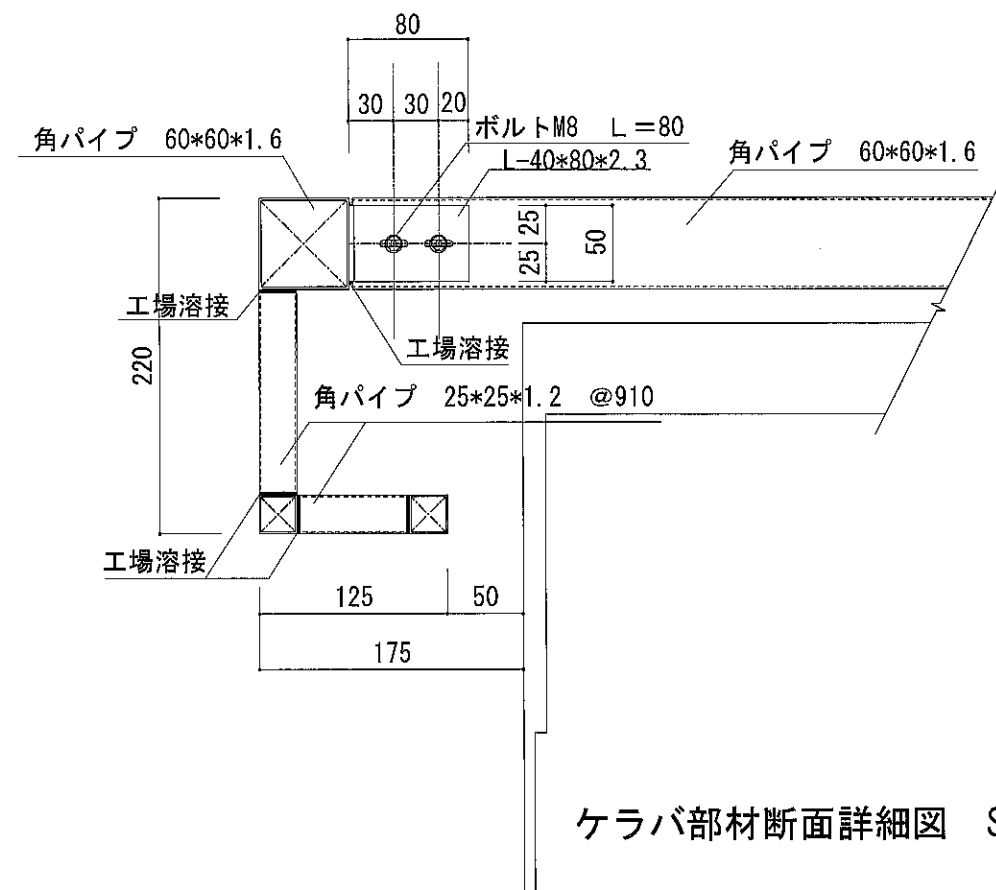 80
30 30 20
ボルトM8 L=80
角パイプ 60*60*1.6
L-40*80*2.3
角パイプ 60*60*1.6
25
25
50
工場溶接
工場溶接
220
角パイプ 25*25*1.2 @910
工場溶接
125 50
175
ケラバ部材断面詳細図 S